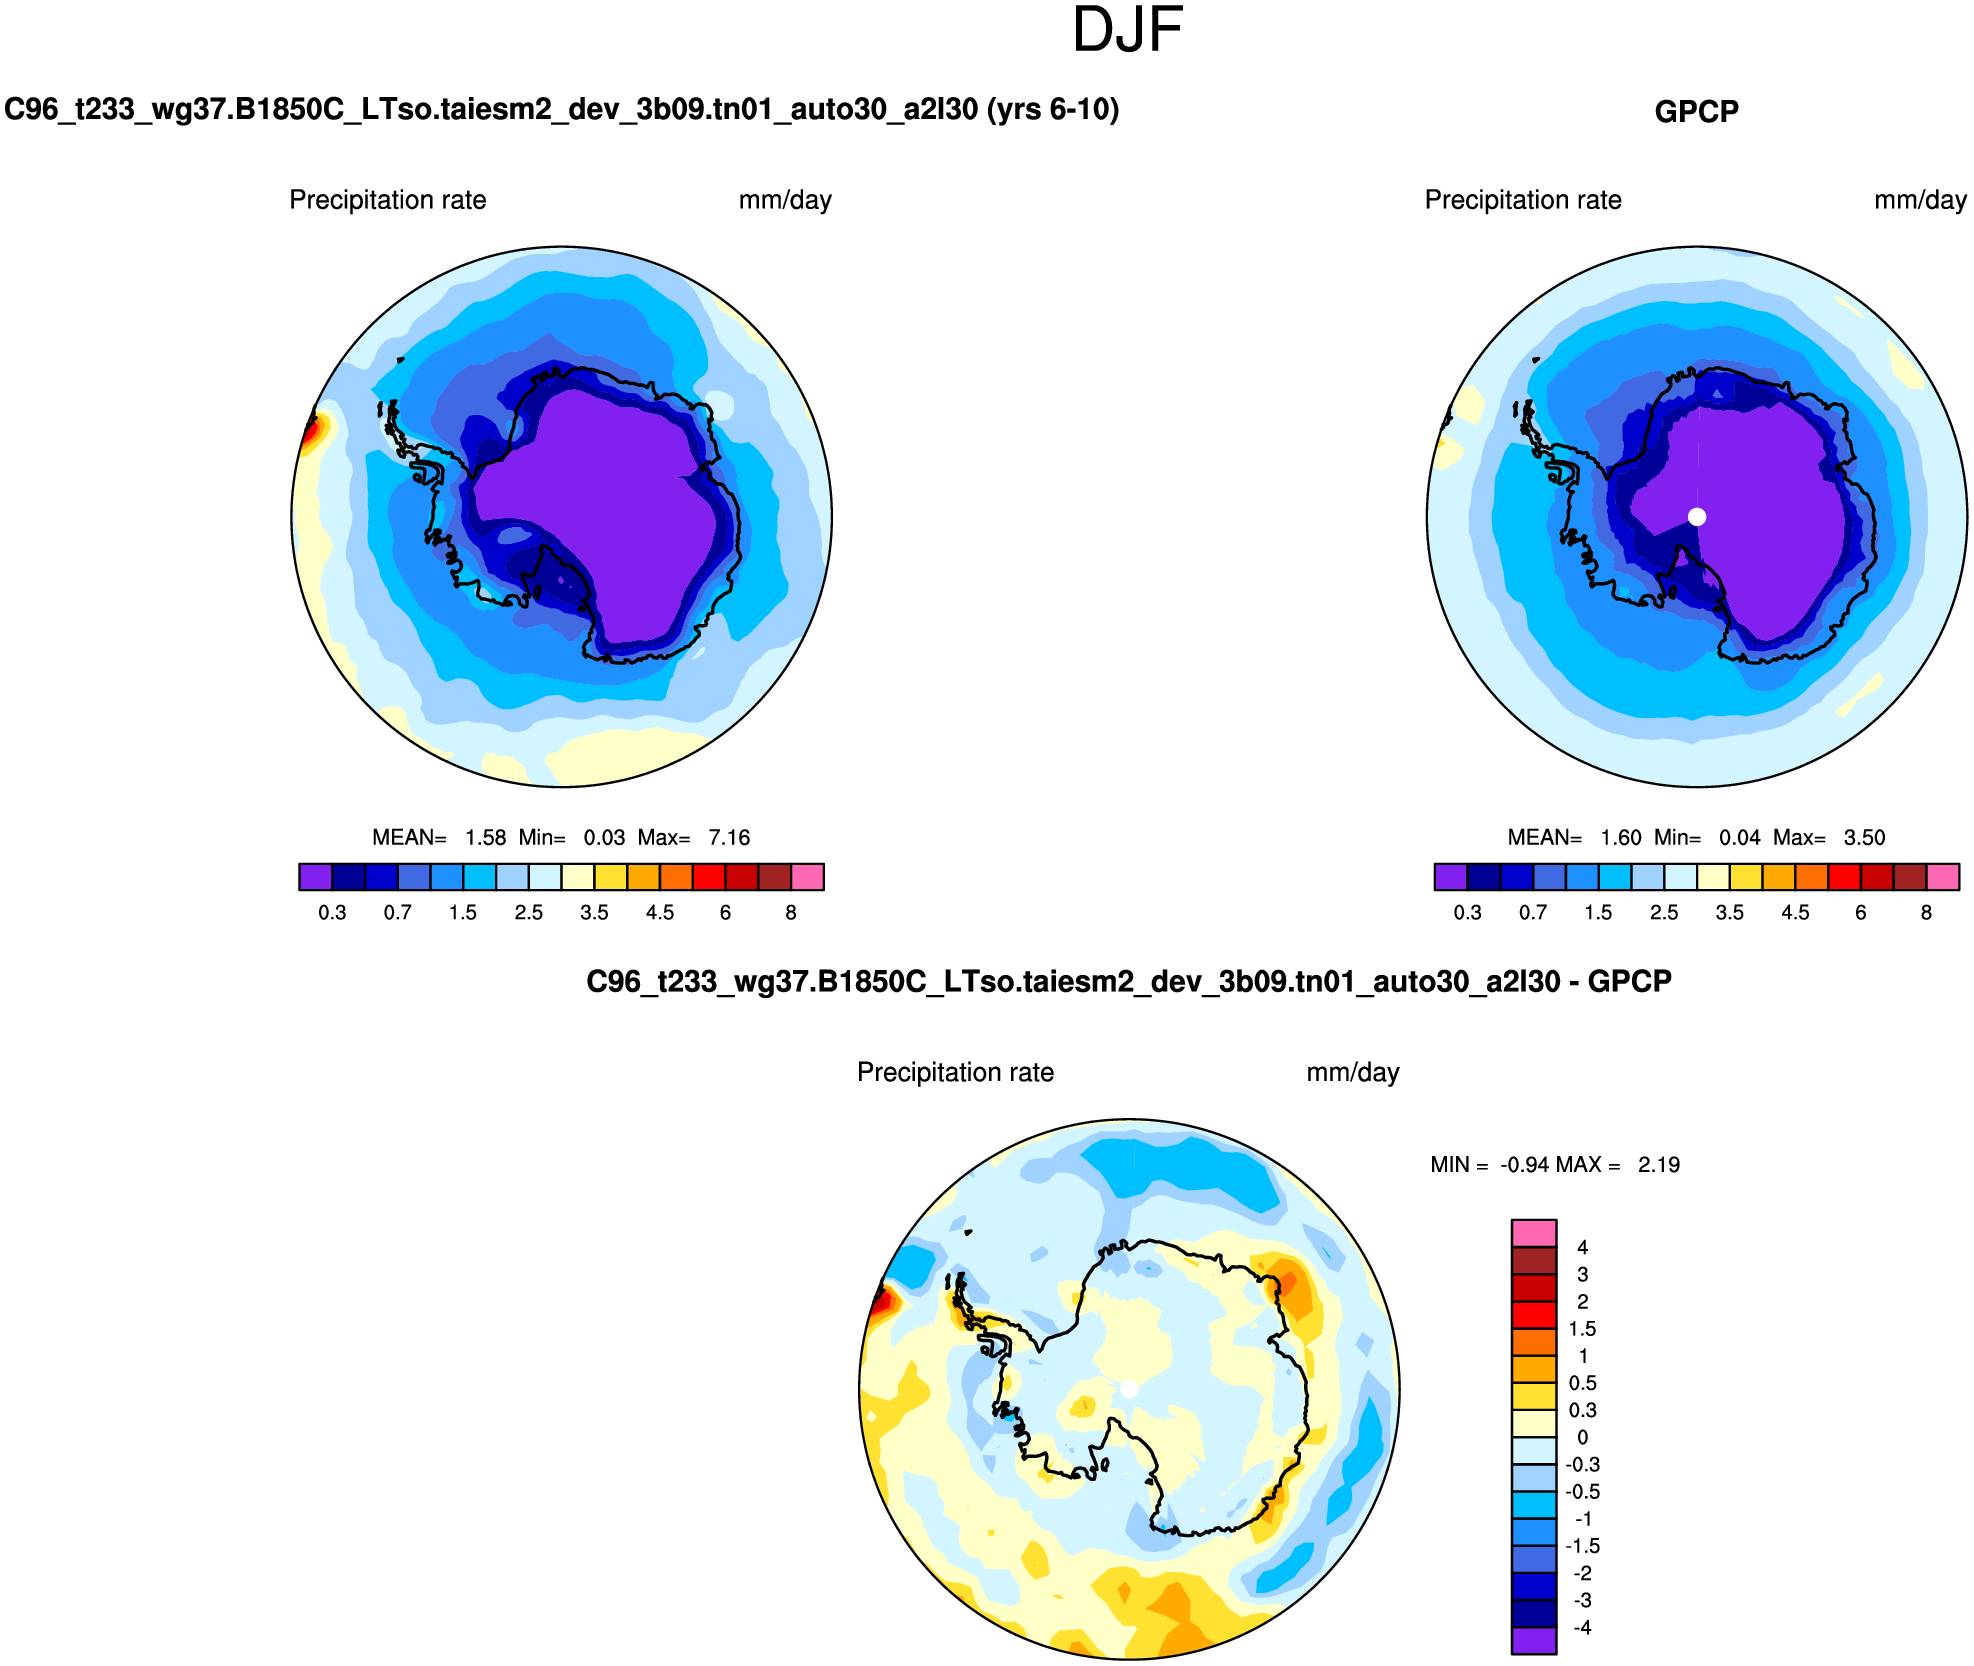 DJF
C96_t233_wg37.B1850C_LTso.taiesm2_dev_3b09.tn01_auto30_a2l30 (yrs 6-10)
GPCP
Precipitation rate mm/day
Precipitation rate mm/day
MEAN= 1.58 Min= 0.03 Max= 7.16
0.3 0.7 1.5 2.5 3.5 4.5 6 8
MEAN= 1.60 Min= 0.04 Max= 3.50
0.3 0.7 1.5 2.5 3.5 4.5 6 8
C96_t233_wg37.B1850C_LTso.taiesm2_dev_3b09.tn01_auto30_a2l30 - GPCP
Precipitation rate mm/day
MIN = -0.94 MAX = 2.19
4
3
2
1.5
1
0.5
0.3
0
-0.3
-0.5
-1
-1.5
-2
-3
-4